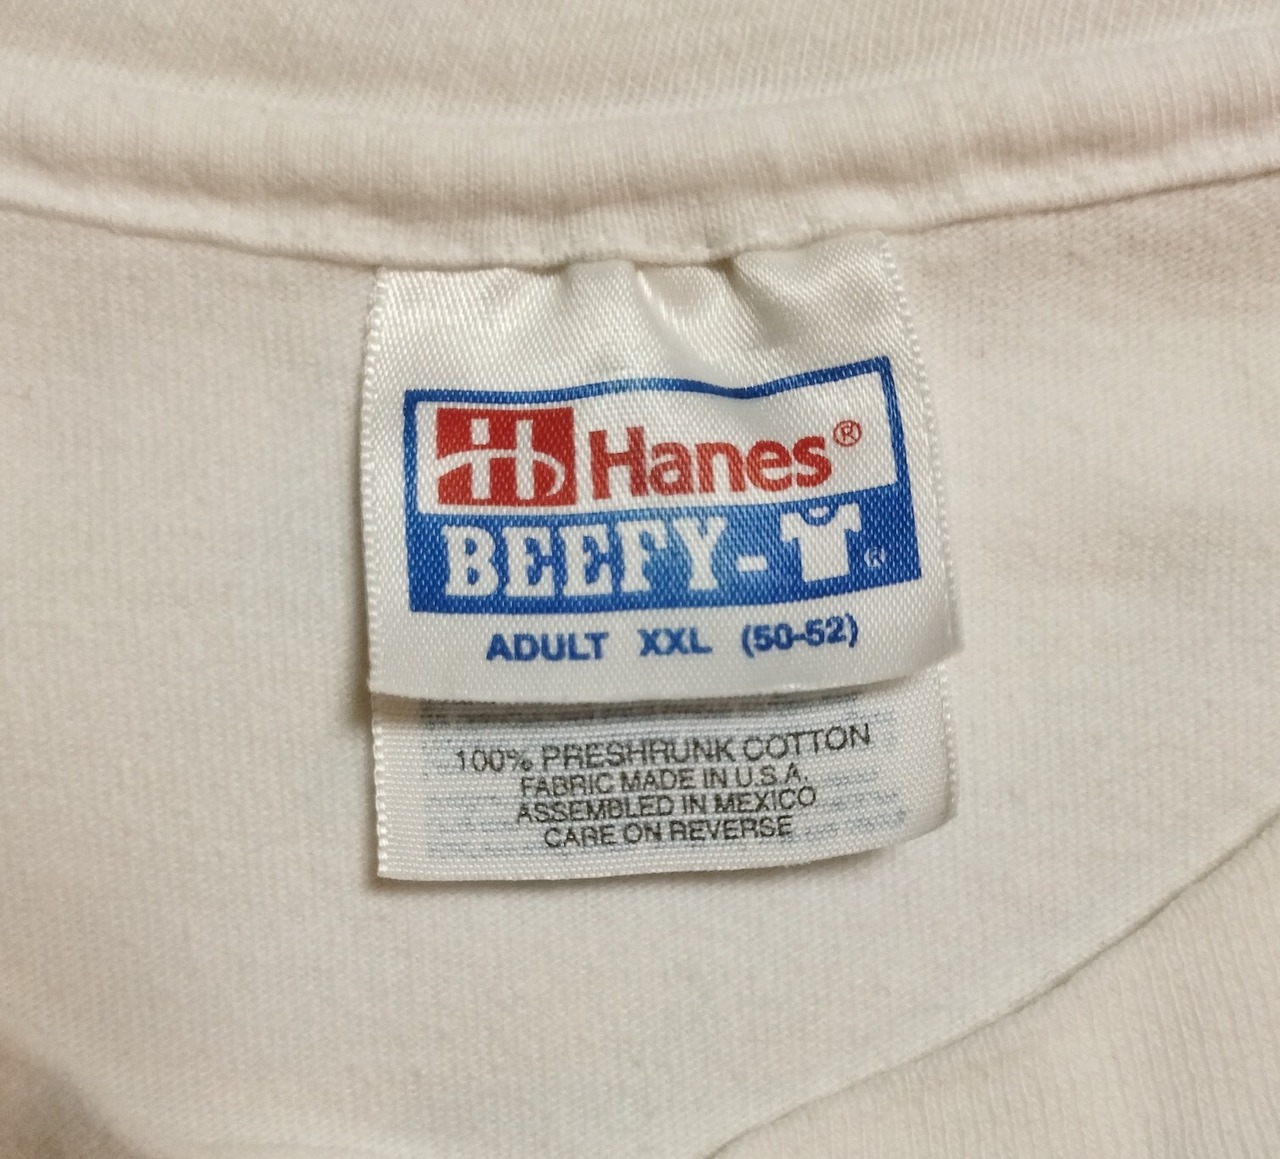 Hanes®
BEEFY-T®
ADULT XXL (50-52)
100% PRESHRUNK COTTON
FABRIC MADE IN U.S.A.
ASSEMBLED IN MEXICO
CARE ON REVERSE